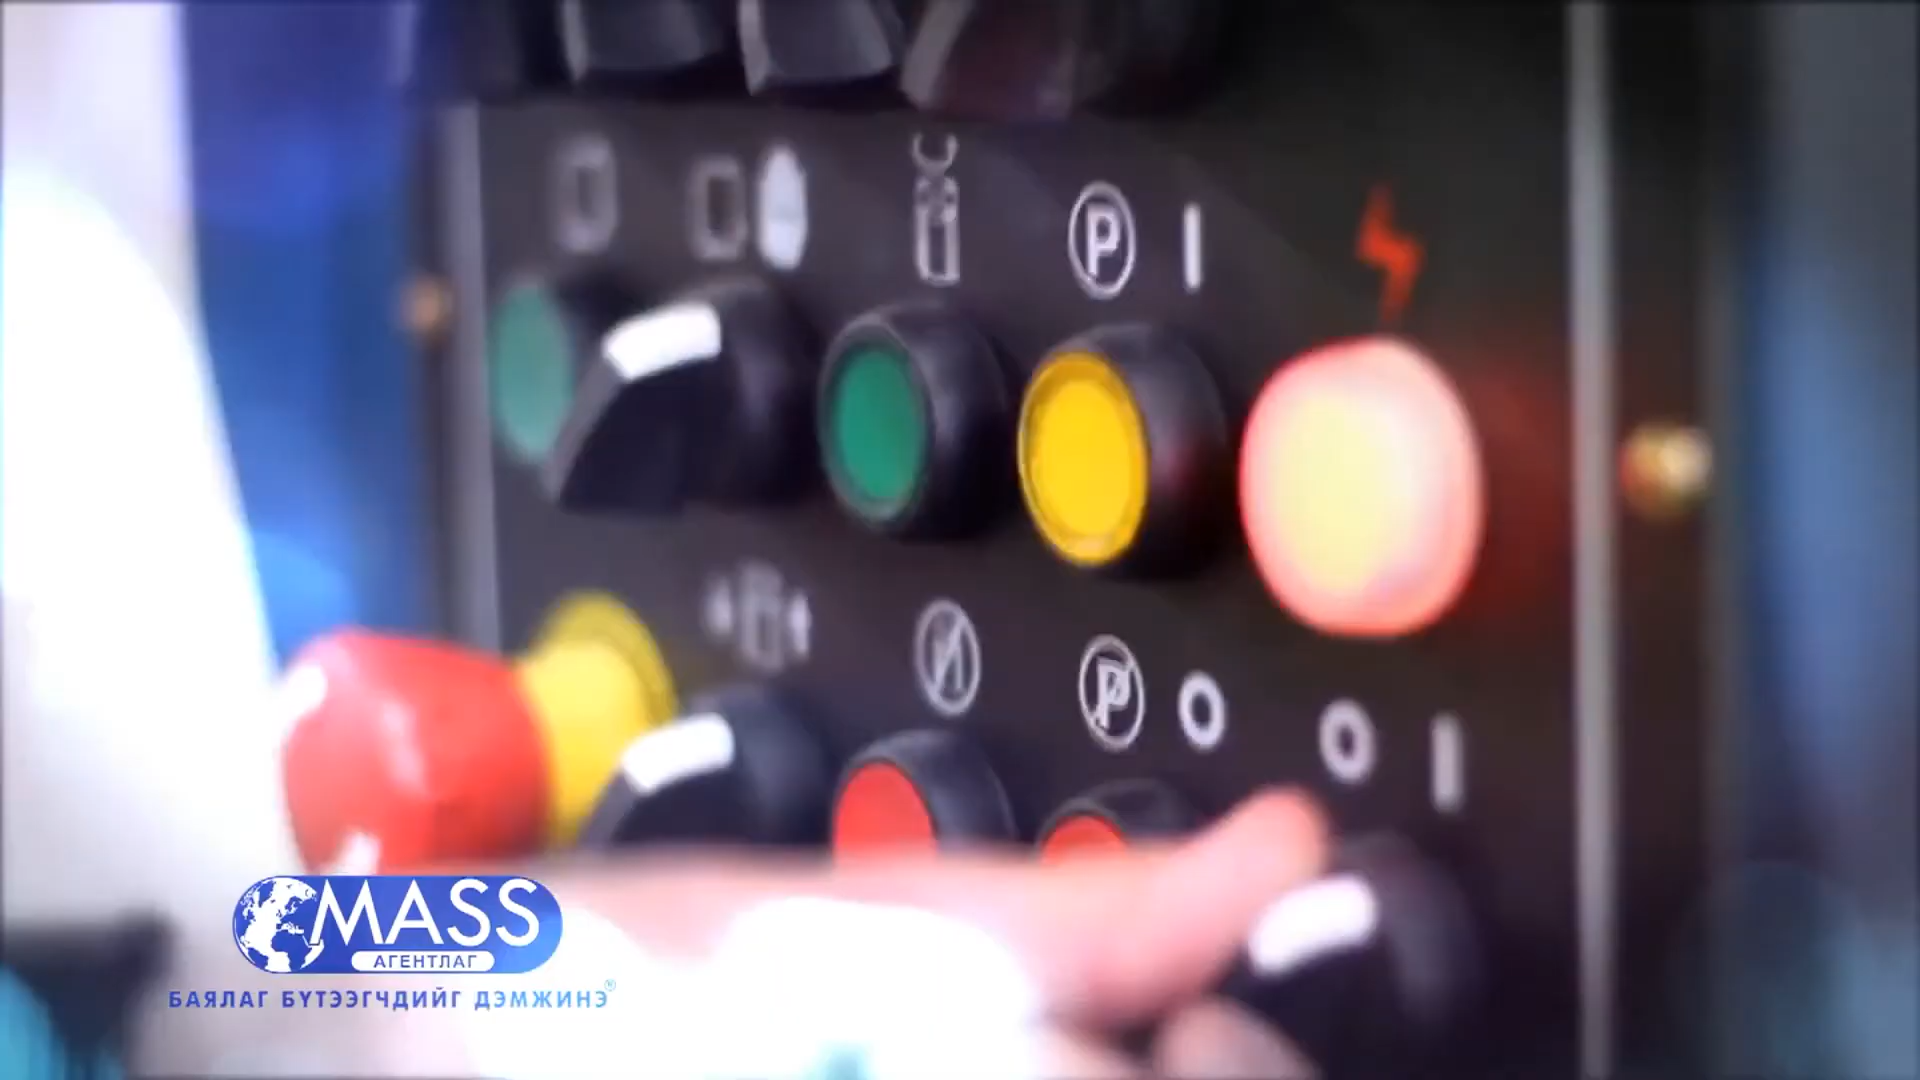 P I
P O
O I
MASS
АГЕНТЛАГ
БАЯЛАГ БҮТЭЭГЧДИЙГ ДЭМЖИНЭ®